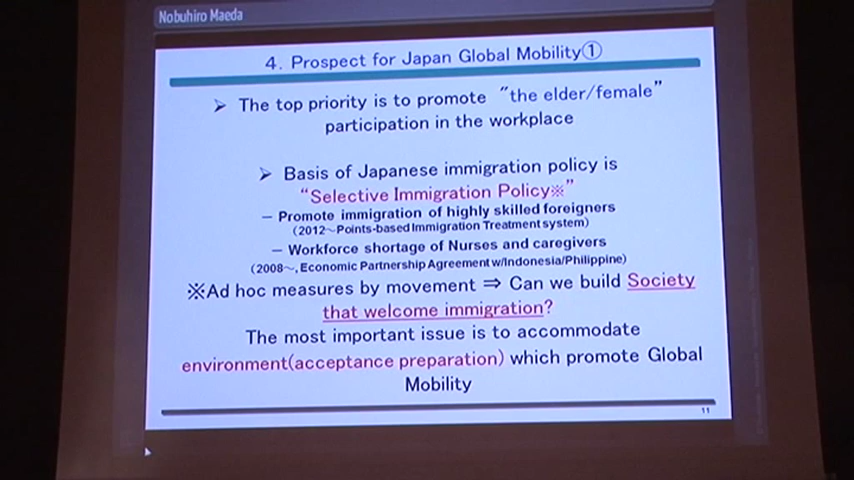 Nobuhiro Maeda
4. Prospect for Japan Global Mobility①
➢ The top priority is to promote "the elder/female"
participation in the workplace
➢ Basis of Japanese immigration policy is
"Selective Immigration Policy※"
– Promote immigration of highly skilled foreigners
(2012～Points-based Immigration Treatment system)
– Workforce shortage of Nurses and caregivers
(2008～, Economic Partnership Agreement w/Indonesia/Philippine)
※Ad hoc measures by movement ⇒ Can we build Society
that welcome immigration?
The most important issue is to accommodate
environment(acceptance preparation) which promote Global
Mobility
11